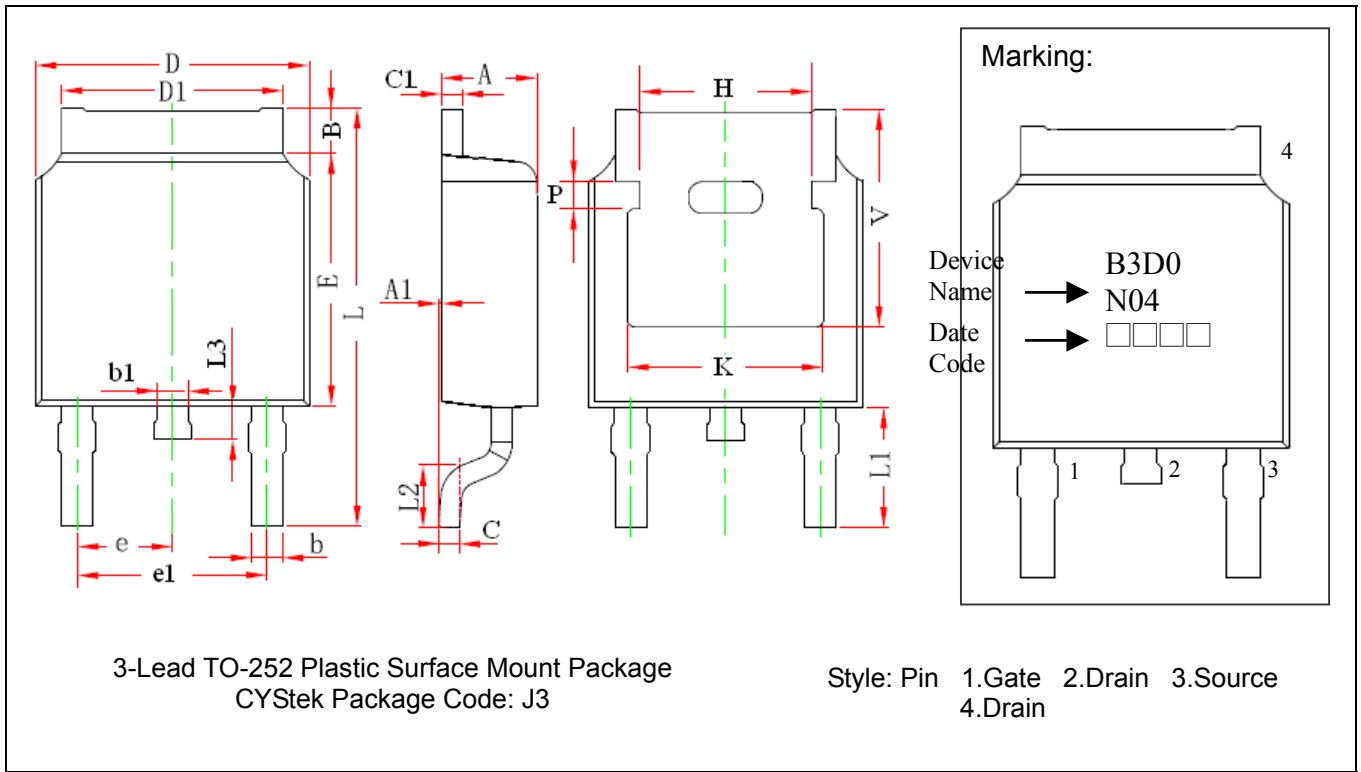 D
D1
B
E
L
L3
b1
e
b
e1
C1
A
A1
L2
C
H
P
V
K
L1
Marking:
4
Device
Name
B3D0
N04
Date
Code
□□□□
1
2
3
3-Lead TO-252 Plastic Surface Mount Package
CYStek Package Code: J3
Style: Pin 1.Gate 2.Drain 3.Source
4.Drain